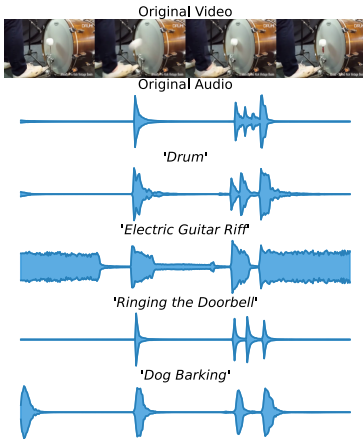 Original Video
Original Audio
'Drum'
'Electric Guitar Riff'
'Ringing the Doorbell'
'Dog Barking'